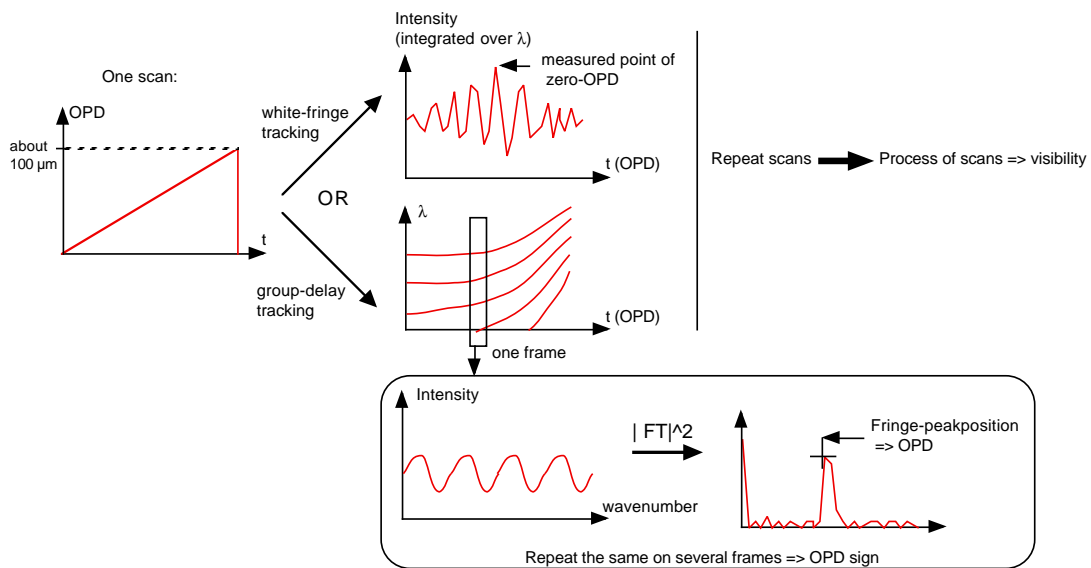 One scan:
OPD
about
100 µm
t
white-fringe
tracking
OR
group-delay
tracking
Intensity
(integrated over λ)
measured point of
zero-OPD
t (OPD)
λ
t (OPD)
one frame
Repeat scans
Process of scans => visibility
Intensity
wavenumber
| FT|^2
Fringe-peakposition
=> OPD
Repeat the same on several frames => OPD sign